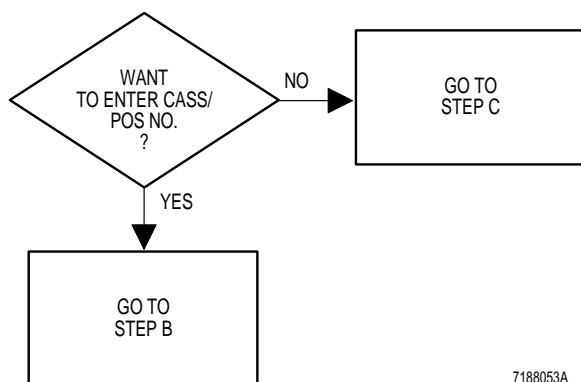 WANT
TO ENTER CASS/
POS NO.
?
NO
GO TO
STEP C
YES
GO TO
STEP B
7188053A